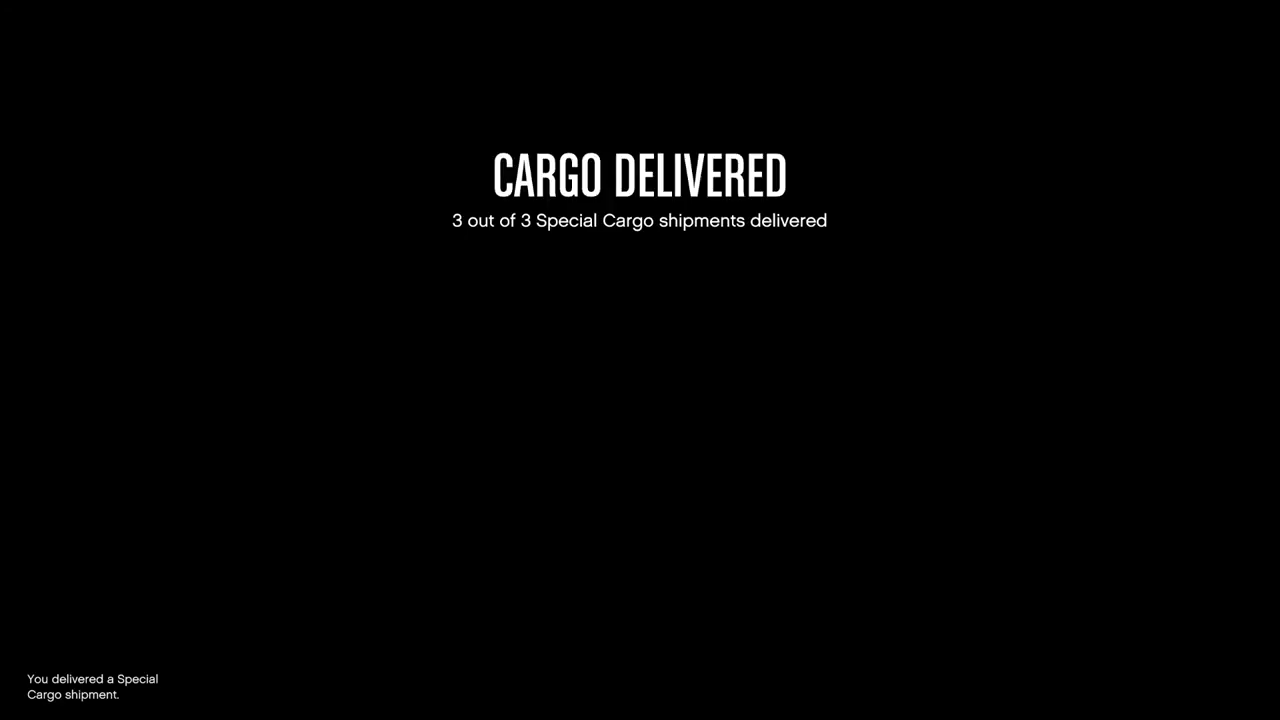 CARGO DELIVERED
3 out of 3 Special Cargo shipments delivered
You delivered a Special
Cargo shipment.